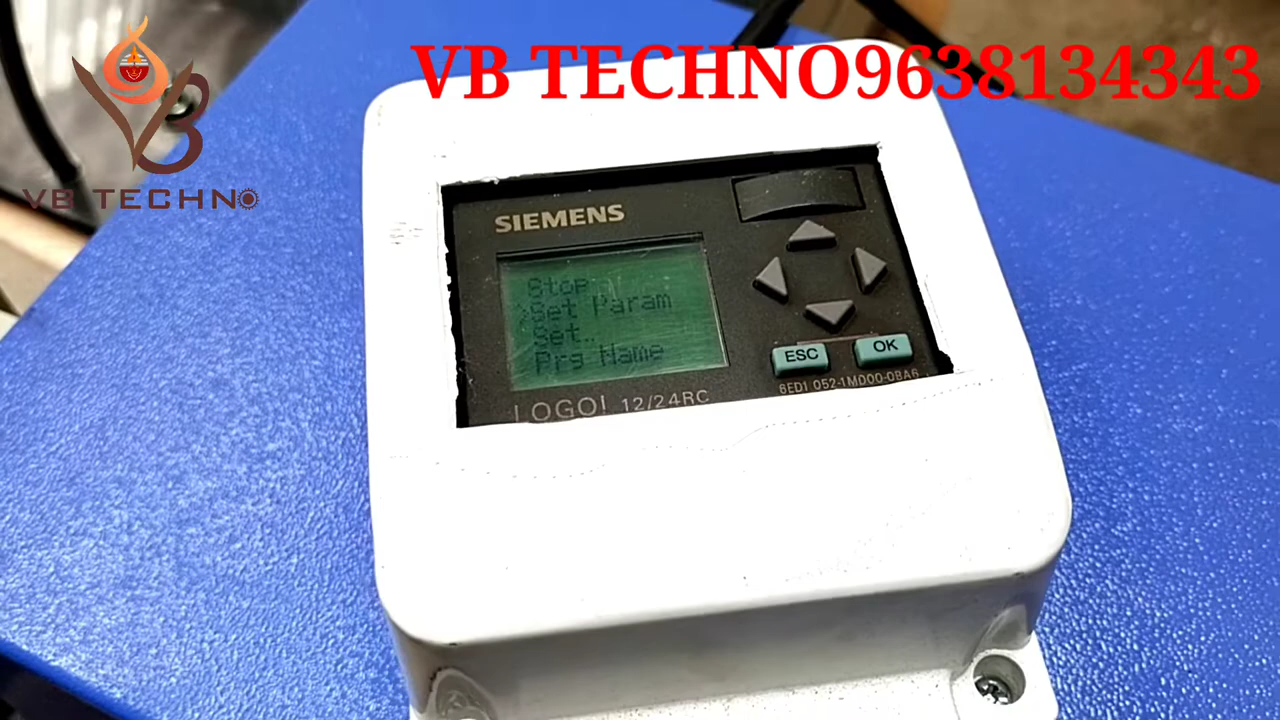 VB TECHNO9638134343
VB TECHNO
SIEMENS
Stop
>Set Param
Set..
Prg Name
ESC
OK
6ED1 052-1MD00-0BA6
LOGO! 12/24RC